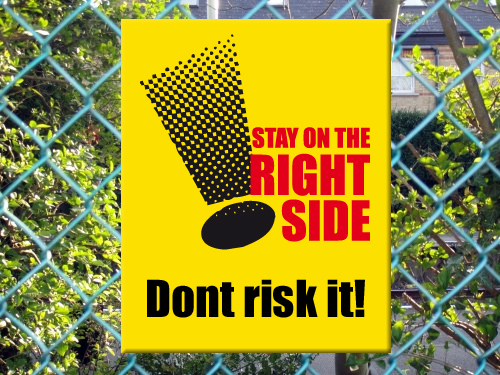 STAY ON THE
RIGHT
SIDE
Dont risk it!